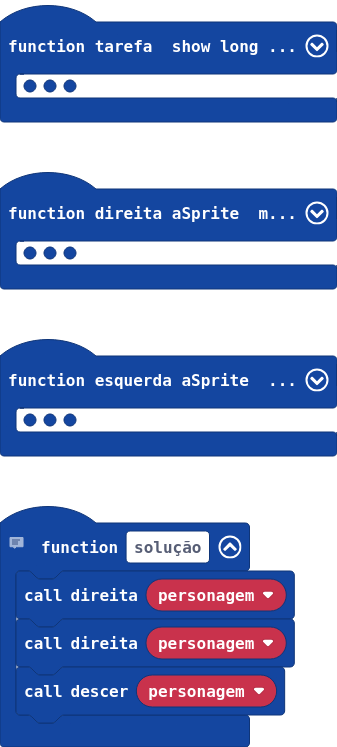 function tarefa show long ...
function direita aSprite m...
function esquerda aSprite ...
function solução
call direita personagem
call direita personagem
call descer personagem